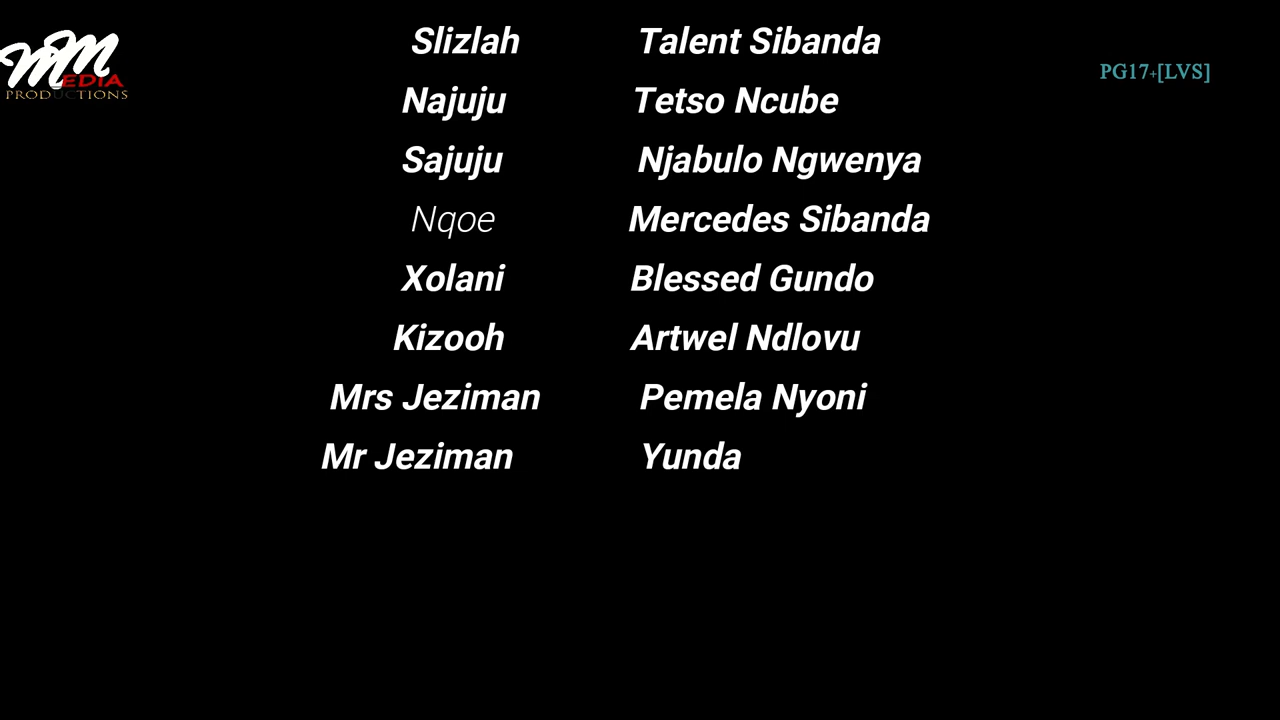 MM
MEDIA
PRODUCTIONS
PG17+[LVS]
Slizlah Talent Sibanda
Najuju Tetso Ncube
Sajuju Njabulo Ngwenya
Nqoe Mercedes Sibanda
Xolani Blessed Gundo
Kizooh Artwel Ndlovu
Mrs Jeziman Pemela Nyoni
Mr Jeziman Yunda